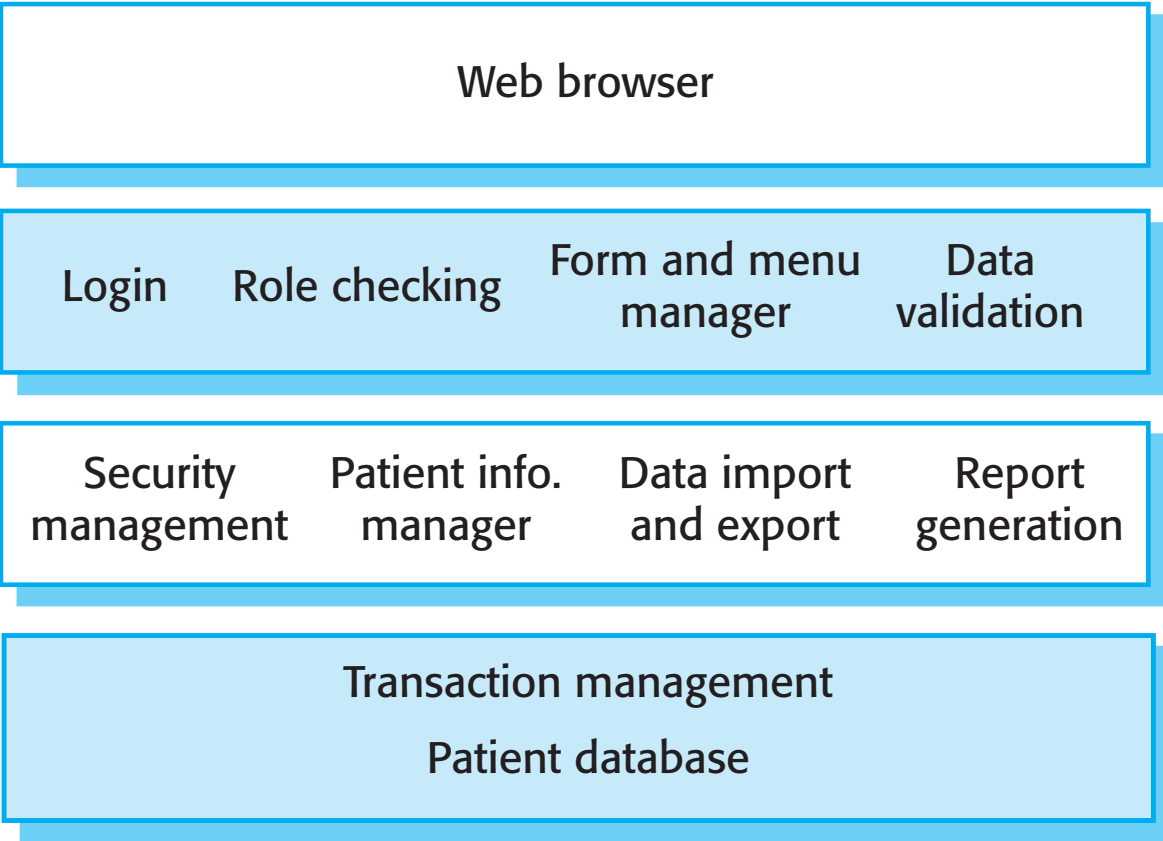 Web browser
Login
Role checking
Form and menu
manager
Data
validation
Security
management
Patient info.
manager
Data import
and export
Report
generation
Transaction management
Patient database